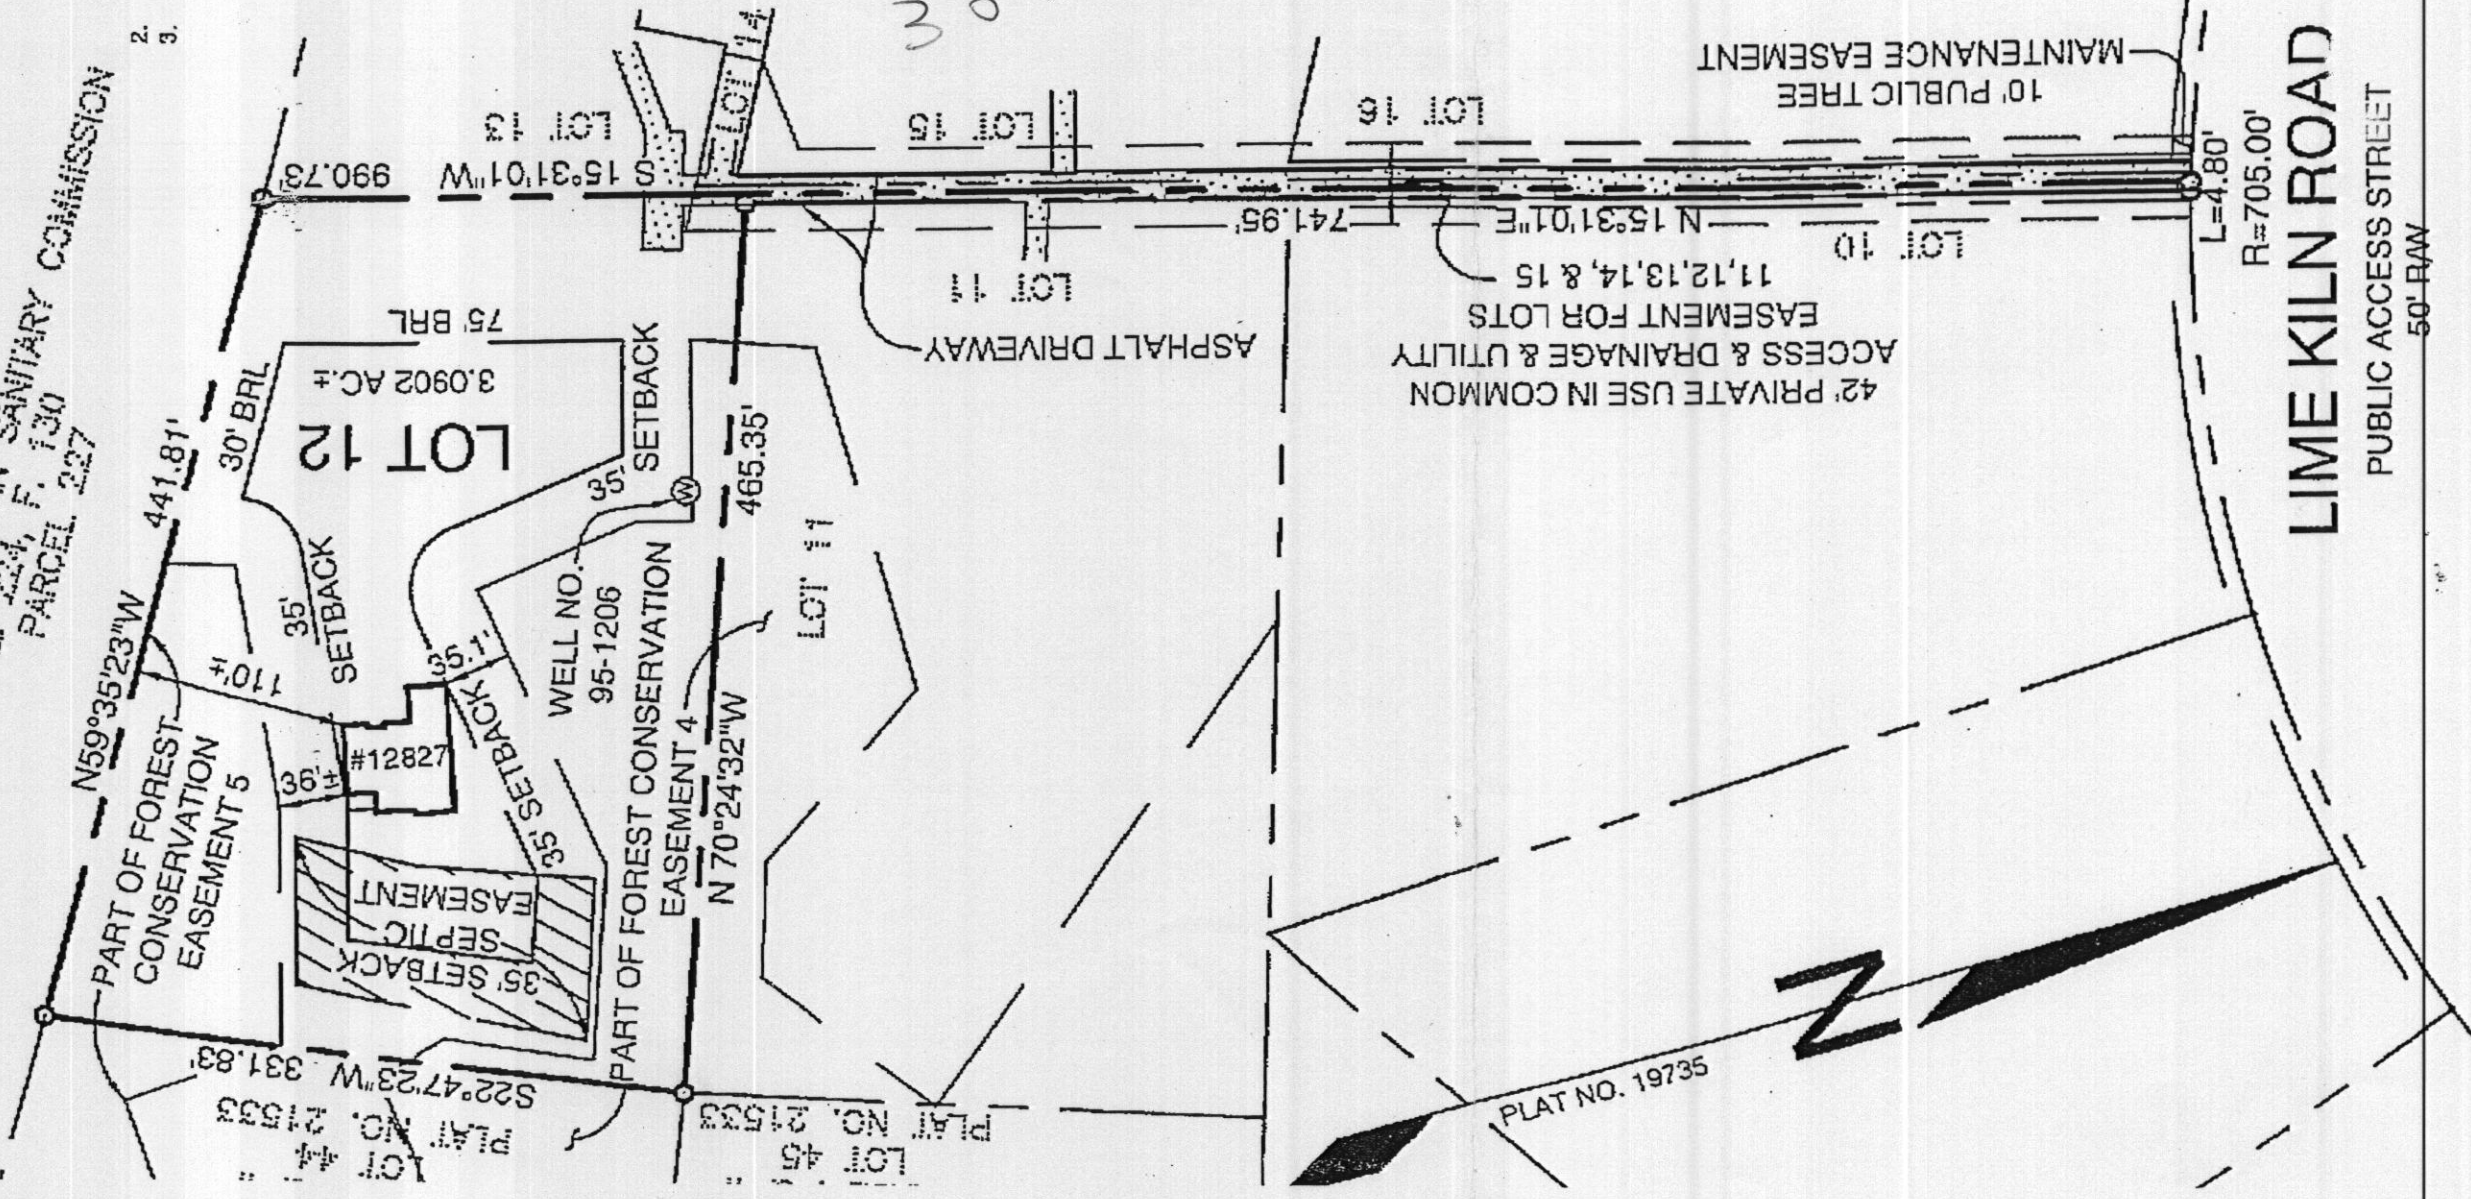 2.
3.
SANITARY COMMISSION
F. 130
PARCEL 227
30
990.73'
S 15°31'01"W
LOT 13
LOT 14
LOT 15
LOT 16
10' PUBLIC TREE
MAINTENANCE EASEMENT
L=4.80'
R=705.00'
LIME KILN ROAD
PUBLIC ACCESS STREET
50' R/W
N 15°31'01"E
741.95'
LOT 10
LOT 11
ASPHALT DRIVEWAY
42' PRIVATE USE IN COMMON
ACCESS & DRAINAGE & UTILITY
EASEMENT FOR LOTS
11,12,13,14, & 15
75' BRL
30' BRL
LOT 12
3.0902 AC.±
35'
SETBACK
N59°35'23"W
441.81'
35'
SETBACK
110'±
35.1'
36'±
#12827
35' SETBACK
WELL NO.
95-1206
W
465.35'
N 70°24'32"W
LOT 11
PART OF FOREST CONSERVATION
EASEMENT 4
PART OF FOREST
CONSERVATION
EASEMENT 5
SEPTIC
EASEMENT
35' SETBACK
S22°47'23"W 331.83'
LOT 44
PLAT NO. 21533
LOT 45
PLAT NO. 21533
N
PLAT NO. 19735